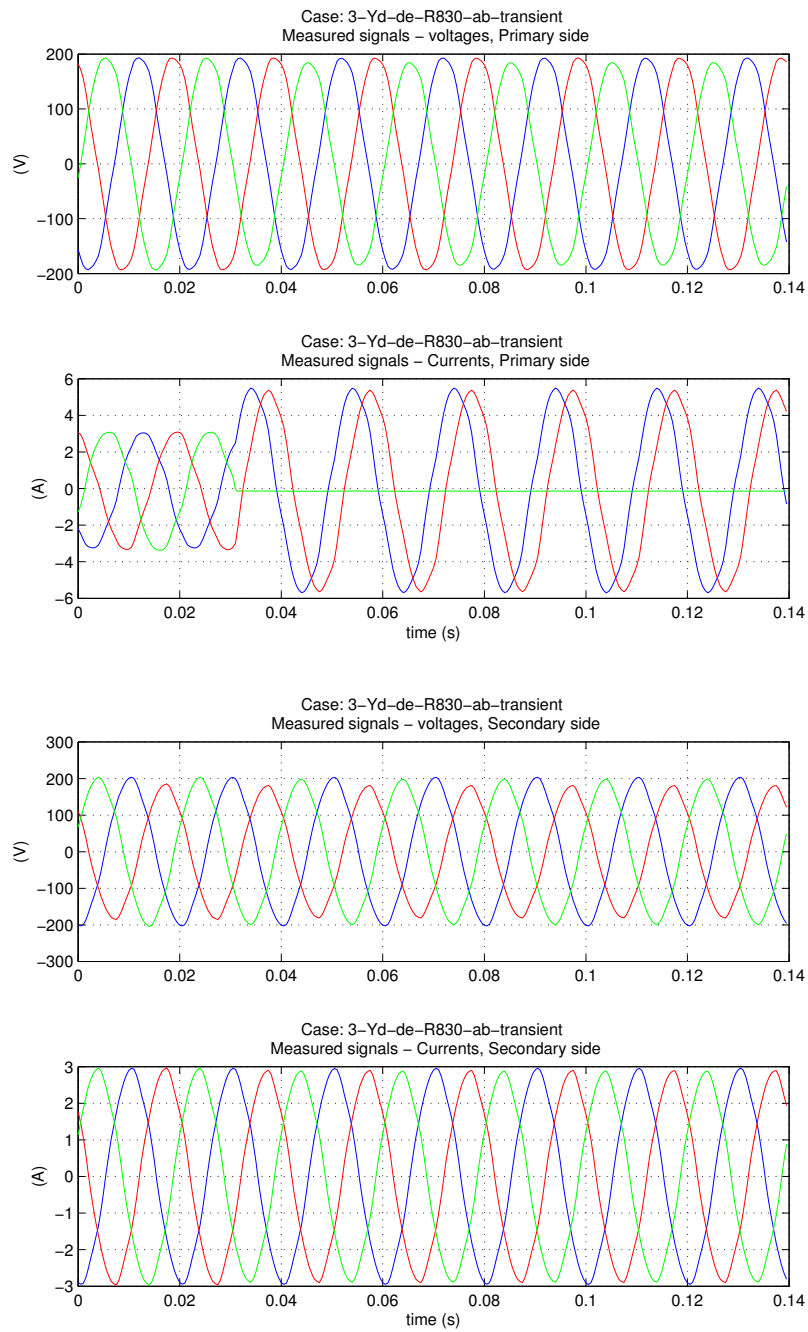 Case: 3−Yd−de−R830−ab−transient
Measured signals − voltages, Primary side
200
100
0
−100
−200
(V)
0 0.02 0.04 0.06 0.08 0.1 0.12 0.14
Case: 3−Yd−de−R830−ab−transient
Measured signals − Currents, Primary side
6
4
2
0
−2
−4
−6
(A)
0 0.02 0.04 0.06 0.08 0.1 0.12 0.14
time (s)
Case: 3−Yd−de−R830−ab−transient
Measured signals − voltages, Secondary side
300
200
100
0
−100
−200
−300
(V)
0 0.02 0.04 0.06 0.08 0.1 0.12 0.14
Case: 3−Yd−de−R830−ab−transient
Measured signals − Currents, Secondary side
3
2
1
0
−1
−2
−3
(A)
0 0.02 0.04 0.06 0.08 0.1 0.12 0.14
time (s)